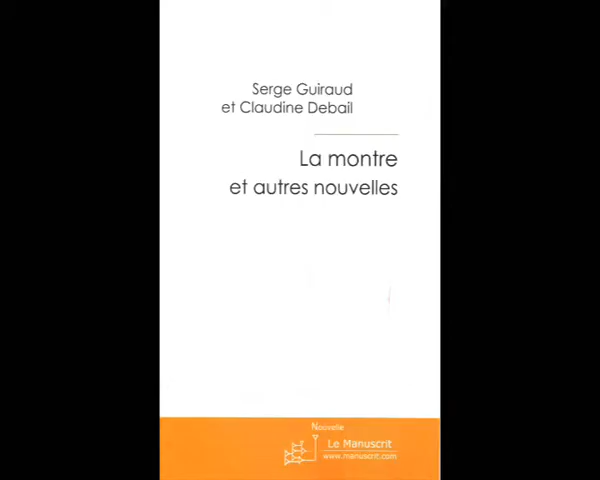 Serge Guiraud
et Claudine Debail
La montre
et autres nouvelles
Nouvelle
Le Manuscrit
www.manuscrit.com